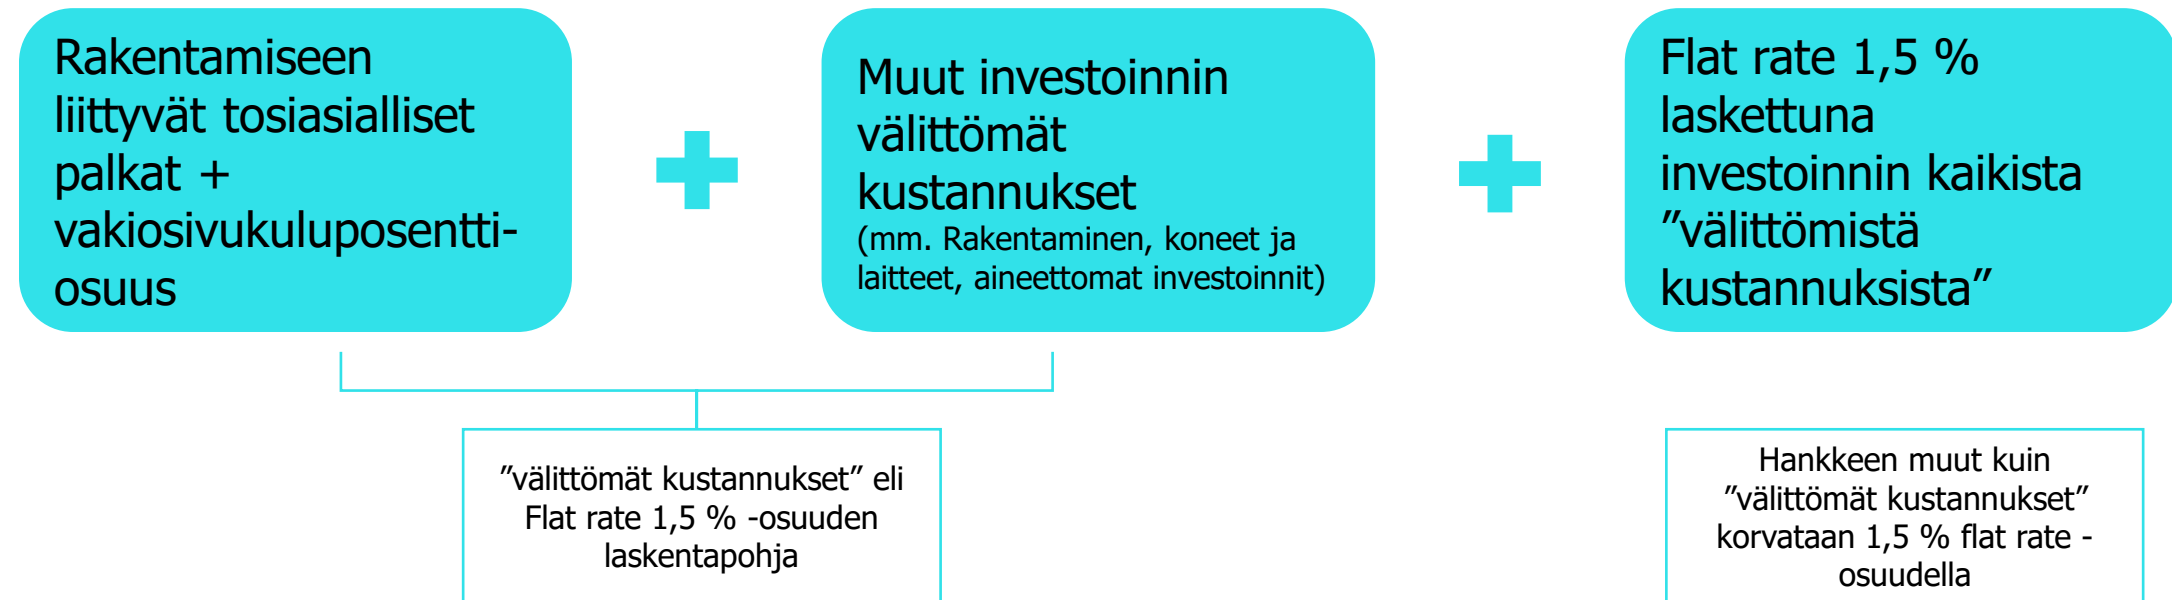 Rakentamiseen
liittyvät tosiasialliset
palkat +
vakiosivukuluposentti-
osuus
Muut investoinnin
välittömät
kustannukset
(mm. Rakentaminen, koneet ja
laitteet, aineettomat investoinnit)
Flat rate 1,5 %
laskettuna
investoinnin kaikista
”välittömistä
kustannuksista”
”välittömät kustannukset” eli
Flat rate 1,5 % -osuuden
laskentapohja
Hankkeen muut kuin
”välittömät kustannukset”
korvataan 1,5 % flat rate -
osuudella